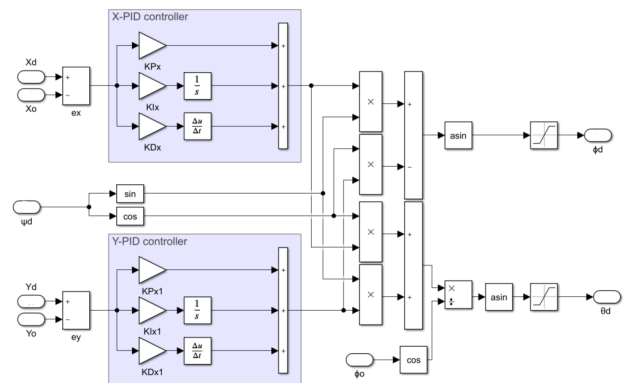 X-PID controller
KPx
Xd
+
−
Xo
ex
KIx
1
s
KDx
Δu
Δt
+
+
+
×
×
+
−
asin
ϕd
sin
cos
ψd
Y-PID controller
KPx1
Yd
+
−
Yo
ey
KIx1
1
s
KDx1
Δu
Δt
+
+
+
×
×
+
+
×
÷
asin
θd
ϕo
cos